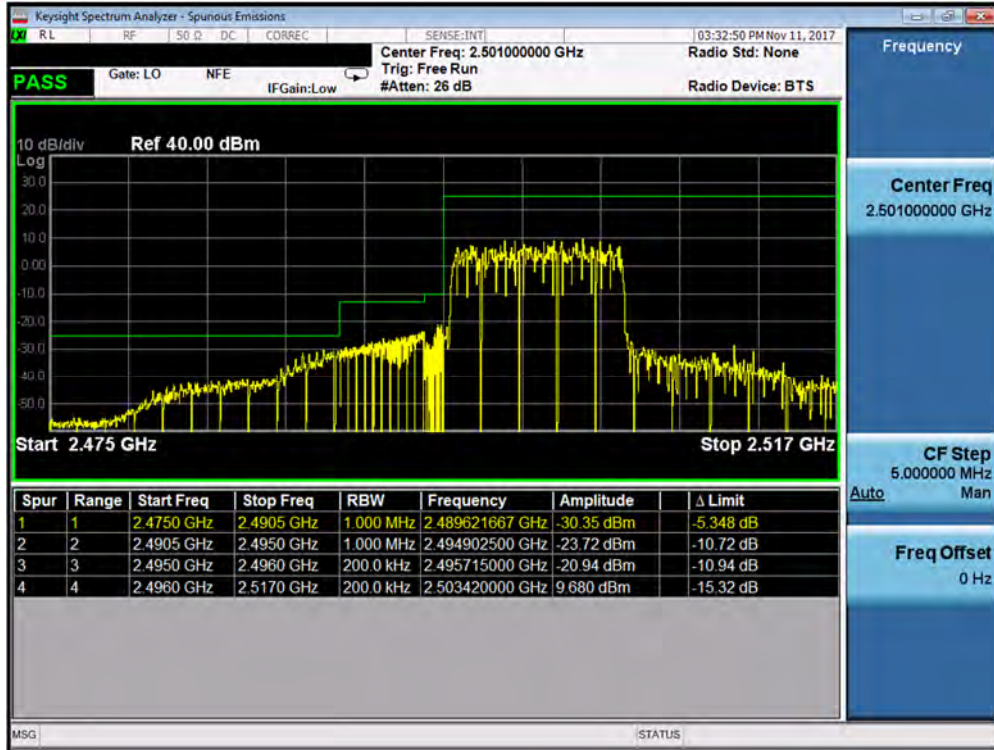 Keysight Spectrum Analyzer - Spurious Emissions
LXI RL RF 50 Ω DC CORREC SENSE:INT 03:32:50 PM Nov 11, 2017
Center Freq: 2.501000000 GHz Radio Std: None
PASS Gate: LO NFE Trig: Free Run
IFGain:Low #Atten: 26 dB Radio Device: BTS
Frequency
10 dB/div Ref 40.00 dBm
Log
30.0
20.0
10.0
0.00
-10.0
-20.0
-30.0
-40.0
-50.0
Start 2.475 GHz Stop 2.517 GHz
Center Freq
2.501000000 GHz
CF Step
5.000000 MHz
Auto Man
Freq Offset
0 Hz
Spur Range Start Freq Stop Freq RBW Frequency Amplitude Δ Limit
1 1 2.4750 GHz 2.4905 GHz 1.000 MHz 2.489621667 GHz -30.35 dBm -5.348 dB
2 2 2.4905 GHz 2.4950 GHz 1.000 MHz 2.494902500 GHz -23.72 dBm -10.72 dB
3 3 2.4950 GHz 2.4960 GHz 200.0 kHz 2.495715000 GHz -20.94 dBm -10.94 dB
4 4 2.4960 GHz 2.5170 GHz 200.0 kHz 2.503420000 GHz 9.680 dBm -15.32 dB
MSG STATUS